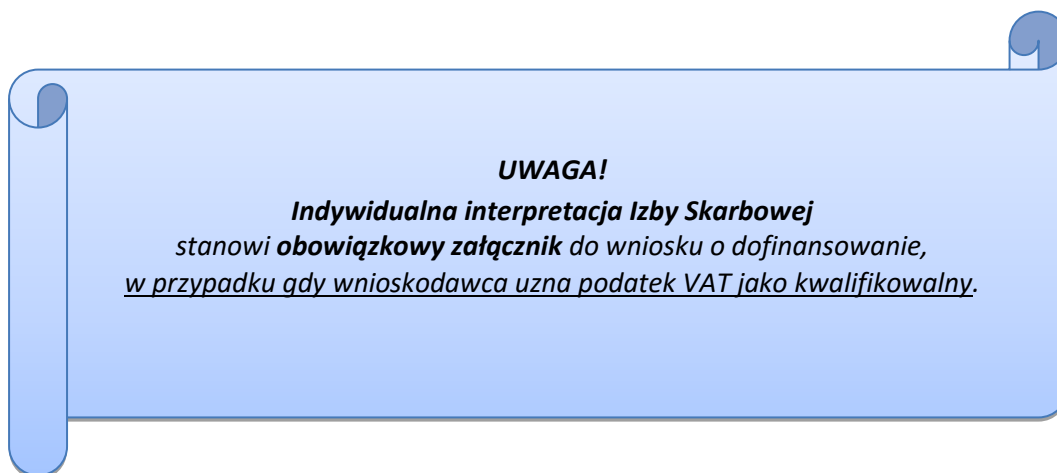 UWAGA!
Indywidualna interpretacja Izby Skarbowej
stanowi obowiązkowy załącznik do wniosku o dofinansowanie,
w przypadku gdy wnioskodawca uzna podatek VAT jako kwalifikowalny.